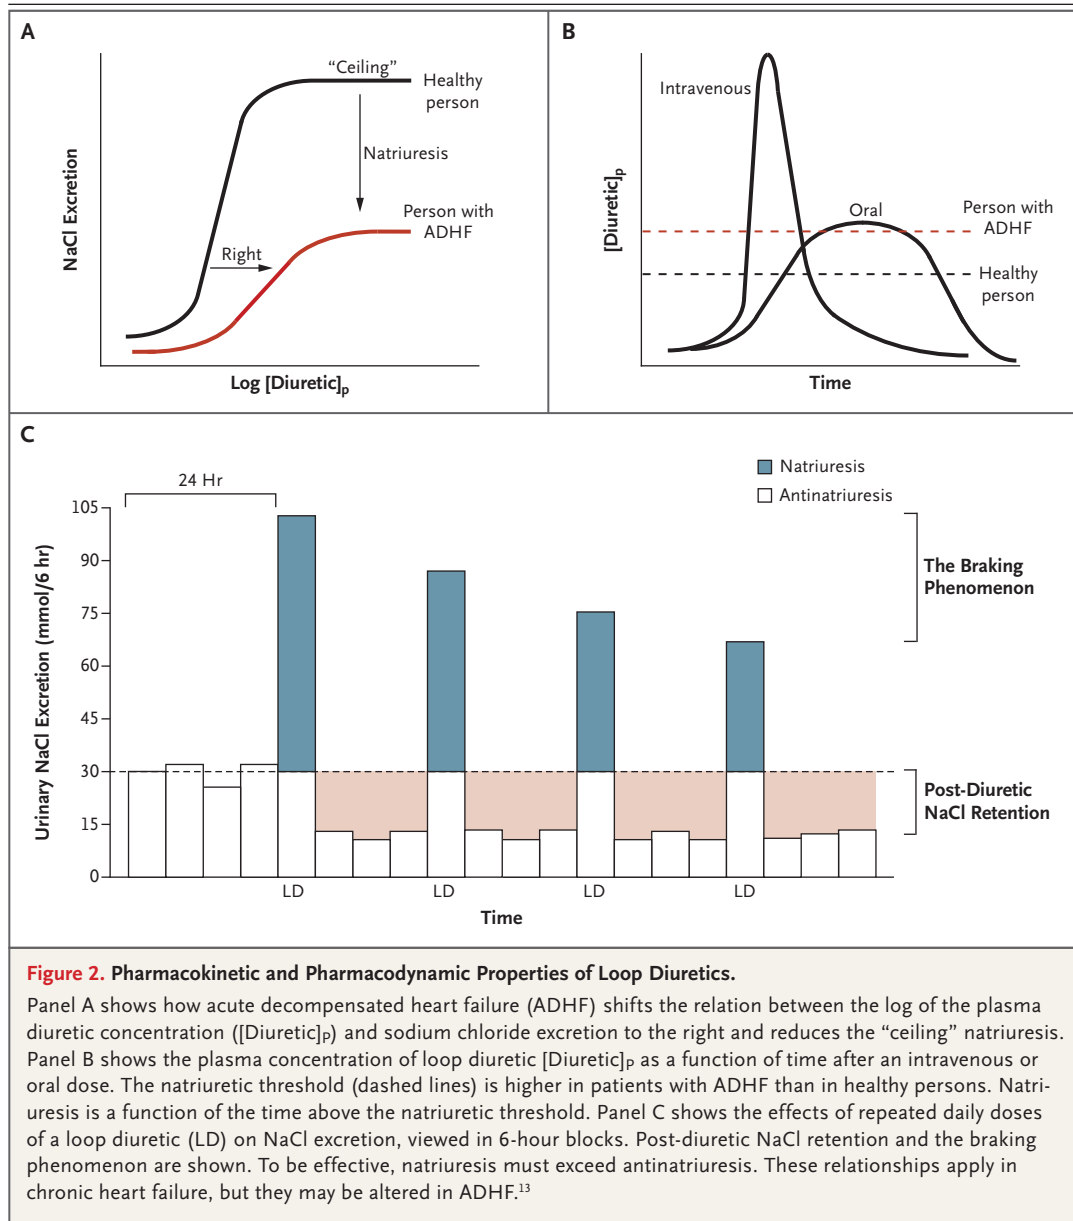 A
NaCl Excretion
“Ceiling”
Healthy
person
Natriuresis
Person with
ADHF
Right
Log [Diuretic]p
B
[Diuretic]p
Intravenous
Oral
Person with
ADHF
Healthy
person
Time
C
Natriuresis
Antinatriuresis
24 Hr
Urinary NaCl Excretion (mmol/6 hr)
105
90
75
60
45
30
15
0
The Braking
Phenomenon
Post-Diuretic
NaCl Retention
LD LD LD LD
Time
Figure 2. Pharmacokinetic and Pharmacodynamic Properties of Loop Diuretics.
Panel A shows how acute decompensated heart failure (ADHF) shifts the relation between the log of the plasma
diuretic concentration ([Diuretic]p) and sodium chloride excretion to the right and reduces the “ceiling” natriuresis.
Panel B shows the plasma concentration of loop diuretic [Diuretic]p as a function of time after an intravenous or
oral dose. The natriuretic threshold (dashed lines) is higher in patients with ADHF than in healthy persons. Natri-
uresis is a function of the time above the natriuretic threshold. Panel C shows the effects of repeated daily doses
of a loop diuretic (LD) on NaCl excretion, viewed in 6-hour blocks. Post-diuretic NaCl retention and the braking
phenomenon are shown. To be effective, natriuresis must exceed antinatriuresis. These relationships apply in
chronic heart failure, but they may be altered in ADHF.13